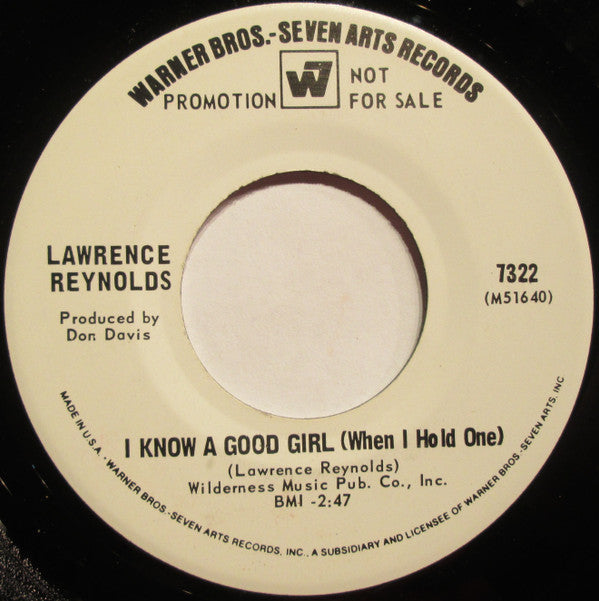 WARNER BROS.-SEVEN ARTS RECORDS
PROMOTION W7 NOT FOR SALE
LAWRENCE
REYNOLDS
Produced by
Don Davis
7322
(M51640)
I KNOW A GOOD GIRL (When I Hold One)
(Lawrence Reynolds)
Wilderness Music Pub. Co., Inc.
BMI -2:47
MADE IN U.S.A. - WARNER BROS.-SEVEN ARTS RECORDS, INC., A SUBSIDIARY AND LICENSEE OF WARNER BROS.-SEVEN ARTS, INC.